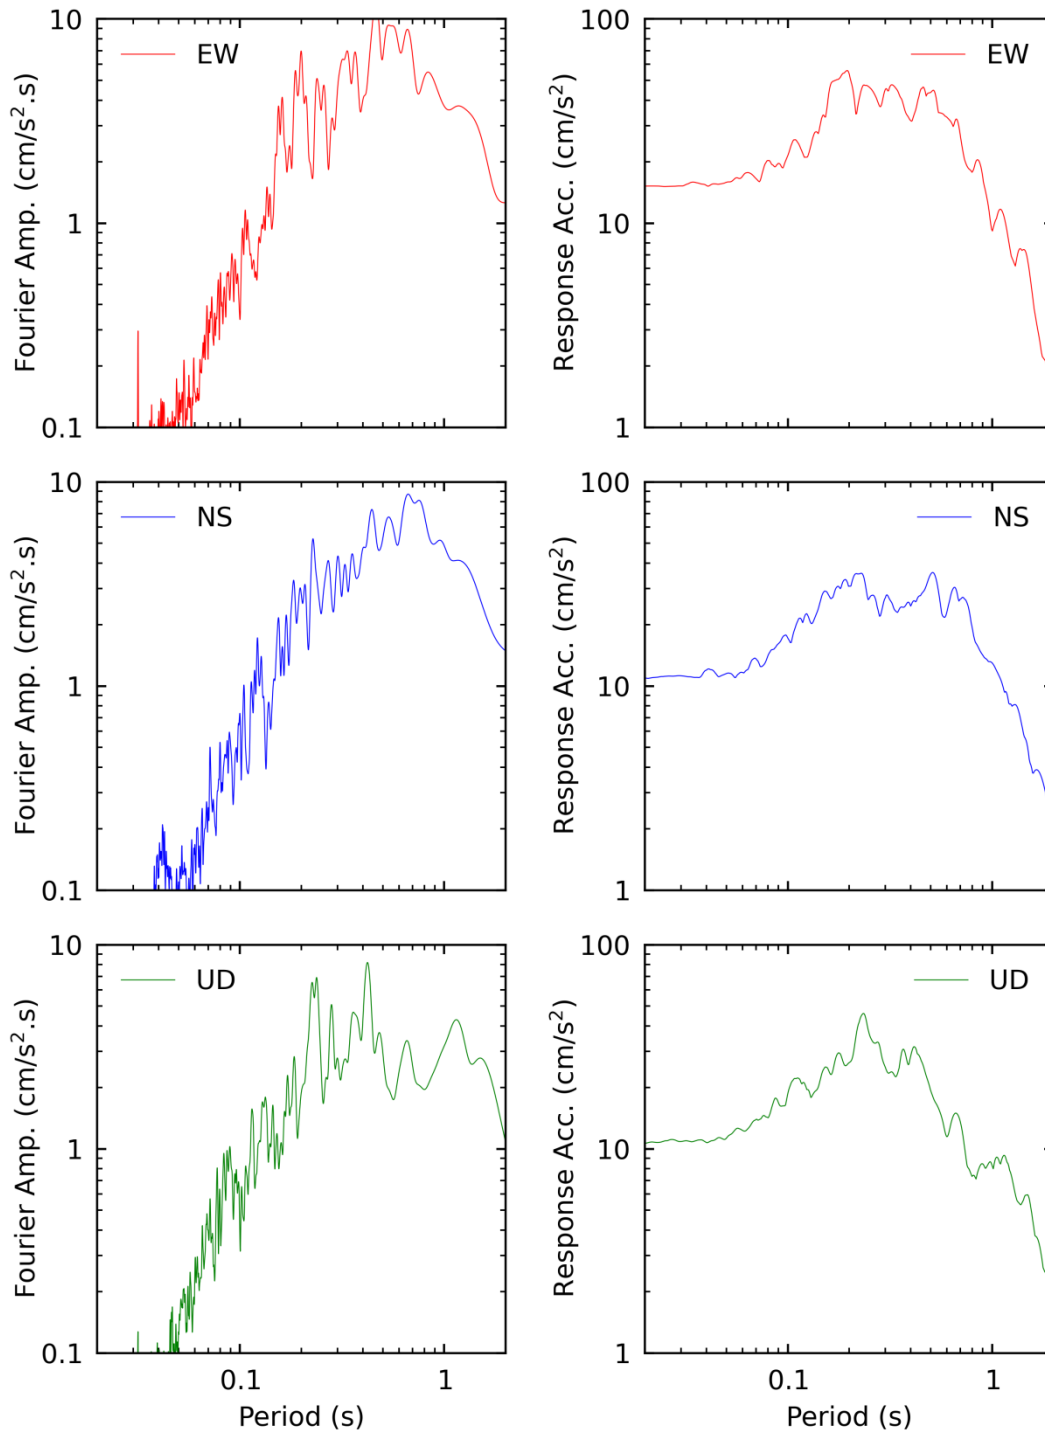 10
1
0.1
Fourier Amp. (cm/s².s)
EW
100
10
1
Response Acc. (cm/s²)
EW
10
1
0.1
Fourier Amp. (cm/s².s)
NS
100
10
1
Response Acc. (cm/s²)
NS
10
1
0.1
Fourier Amp. (cm/s².s)
UD
0.1 1
Period (s)
100
10
1
Response Acc. (cm/s²)
UD
0.1 1
Period (s)